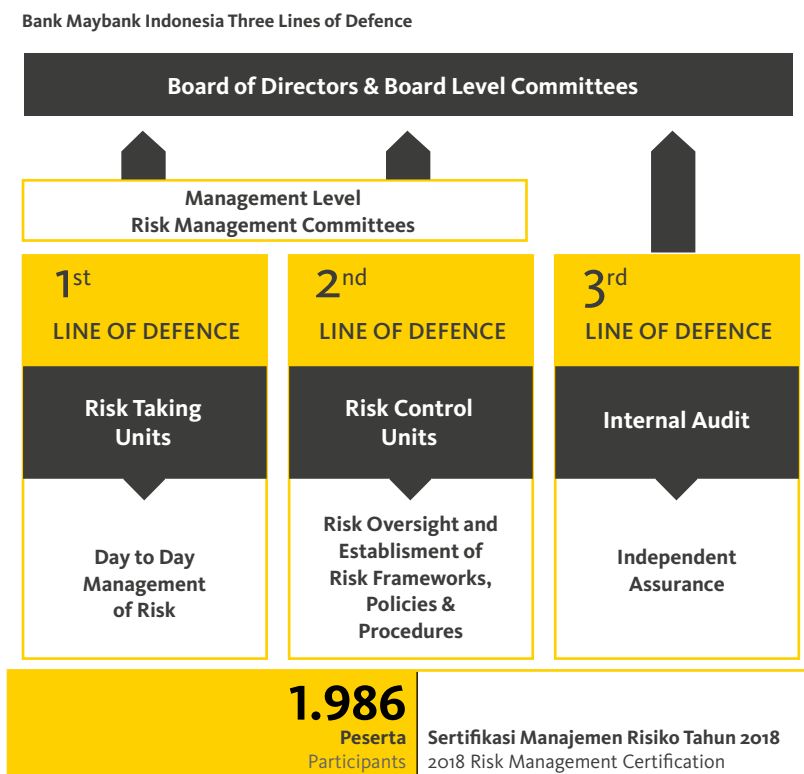 Bank Maybank Indonesia Three Lines of Defence
Board of Directors & Board Level Committees
Management Level
Risk Management Committees
1st
LINE OF DEFENCE
Risk Taking
Units
Day to Day
Management
of Risk
2nd
LINE OF DEFENCE
Risk Control
Units
Risk Oversight and
Establisment of
Risk Frameworks,
Policies &
Procedures
3rd
LINE OF DEFENCE
Internal Audit
Independent
Assurance
1.986
Peserta
Participants
Sertifikasi Manajemen Risiko Tahun 2018
2018 Risk Management Certification